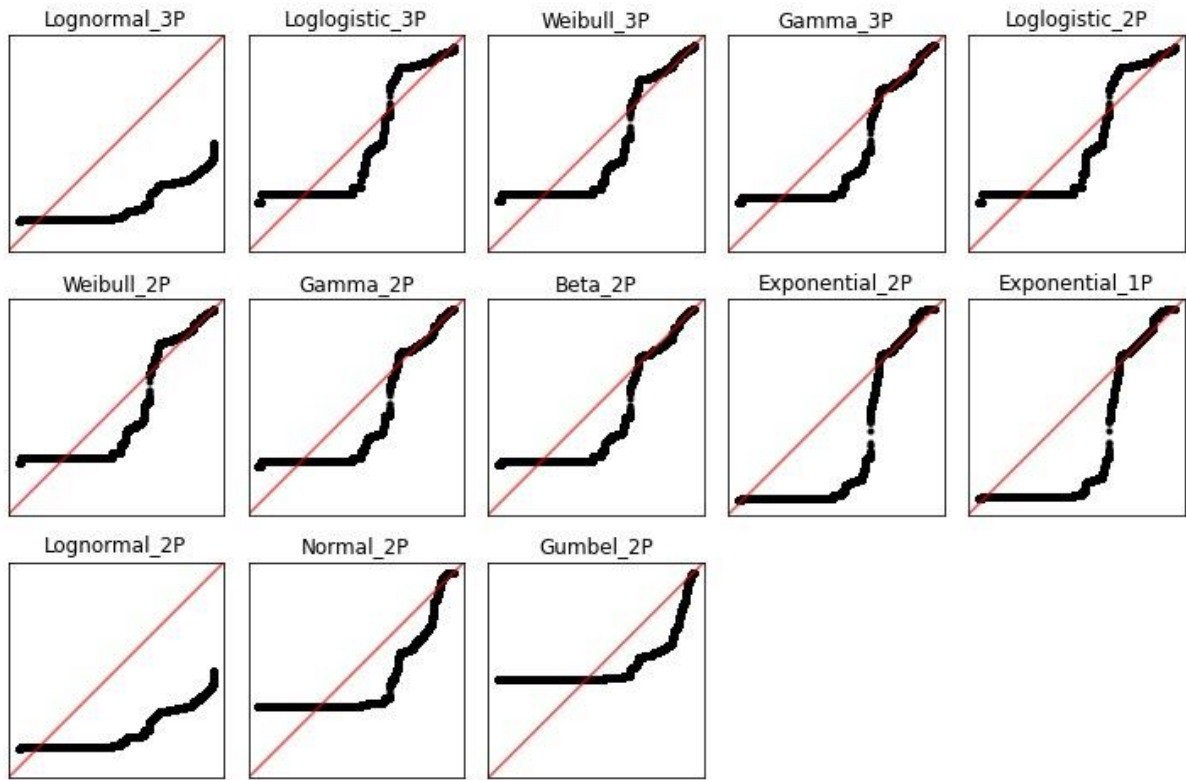 Lognormal_3P
Loglogistic_3P
Weibull_3P
Gamma_3P
Loglogistic_2P
Weibull_2P
Gamma_2P
Beta_2P
Exponential_2P
Exponential_1P
Lognormal_2P
Normal_2P
Gumbel_2P